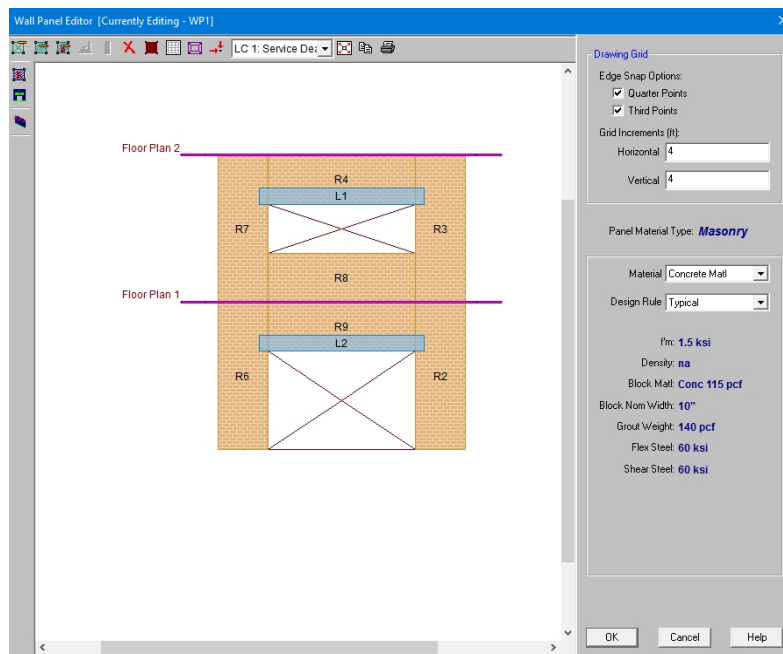 Wall Panel Editor [Currently Editing - WP1]
LC 1: Service Dea
Floor Plan 2
R4
L1
R7
R3
R8
Floor Plan 1
R9
L2
R6
R2
Drawing Grid
Edge Snap Options:
Quarter Points
Third Points
Grid Increments (ft):
Horizontal 4
Vertical 4
Panel Material Type: Masonry
Material Concrete Matl
Design Rule Typical
f'm: 1.5 ksi
Density: na
Block Matl: Conc 115 pcf
Block Nom Width: 10"
Grout Weight: 140 pcf
Flex Steel: 60 ksi
Shear Steel: 60 ksi
OK Cancel Help